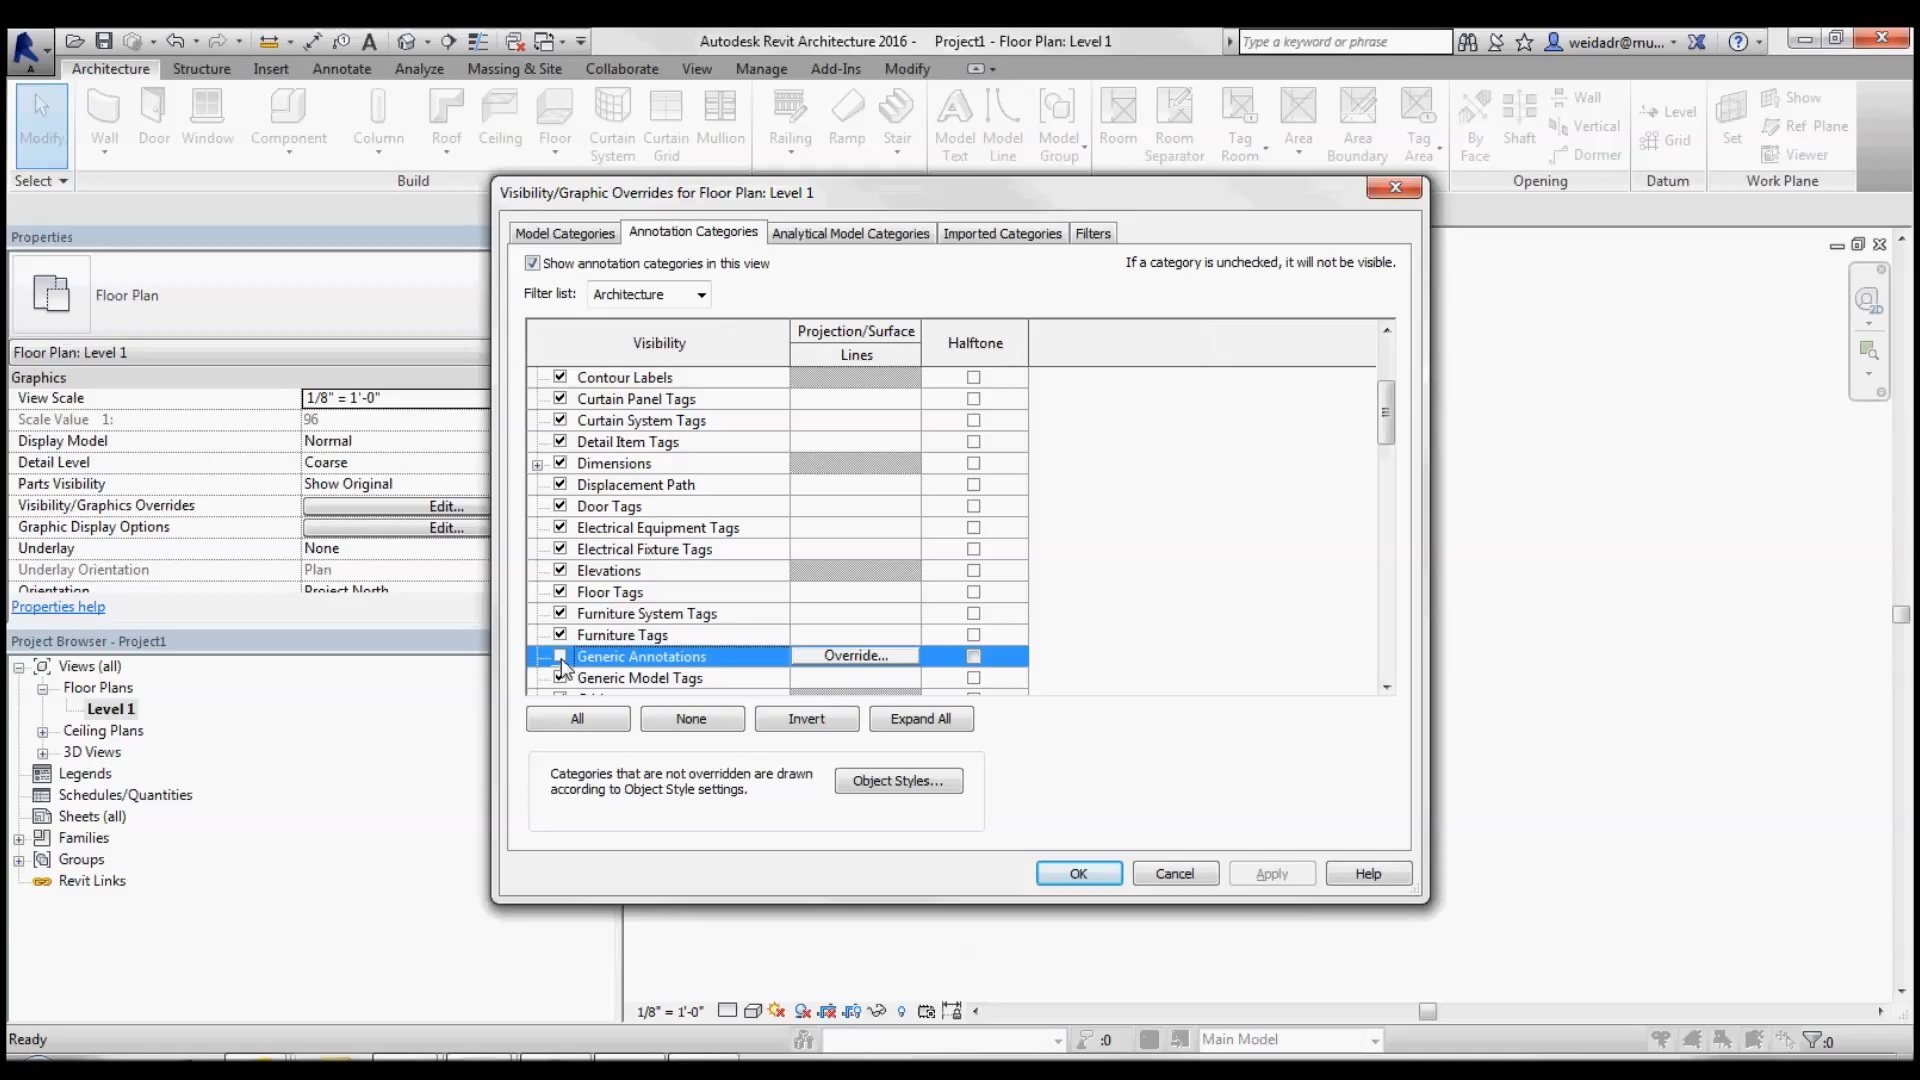 Autodesk Revit Architecture 2016 - Project1 - Floor Plan: Level 1
Type a keyword or phrase
weidadr@mu...
Architecture Structure Insert Annotate Analyze Massing & Site Collaborate View Manage Add-Ins Modify
Modify
Wall
Door
Window
Component
Column
Roof
Ceiling
Floor
Curtain System
Curtain Grid
Mullion
Railing
Ramp
Stair
Model Text
Model Line
Model Group
Room
Room Separator
Tag Room
Area
Area Boundary
Tag Area
By Face
Shaft
Wall
Vertical
Dormer
Level
Grid
Set
Show
Ref Plane
Viewer
Select
Build
Opening
Datum
Work Plane
Properties
Floor Plan
Floor Plan: Level 1
Graphics
View Scale 1/8" = 1'-0"
Scale Value 1: 96
Display Model Normal
Detail Level Coarse
Parts Visibility Show Original
Visibility/Graphics Overrides Edit...
Graphic Display Options Edit...
Underlay None
Underlay Orientation Plan
Orientation Project North
Properties help
Project Browser - Project1
Views (all)
Floor Plans
Level 1
Ceiling Plans
3D Views
Legends
Schedules/Quantities
Sheets (all)
Families
Groups
Revit Links
Visibility/Graphic Overrides for Floor Plan: Level 1
Model Categories Annotation Categories Analytical Model Categories Imported Categories Filters
Show annotation categories in this view
If a category is unchecked, it will not be visible.
Filter list: Architecture
Visibility
Projection/Surface
Lines
Halftone
Contour Labels
Curtain Panel Tags
Curtain System Tags
Detail Item Tags
Dimensions
Displacement Path
Door Tags
Electrical Equipment Tags
Electrical Fixture Tags
Elevations
Floor Tags
Furniture System Tags
Furniture Tags
Generic Annotations Override...
Generic Model Tags
All None Invert Expand All
Categories that are not overridden are drawn
according to Object Style settings.
Object Styles...
OK Cancel Apply Help
1/8" = 1'-0"
Ready
:0
Main Model
:0